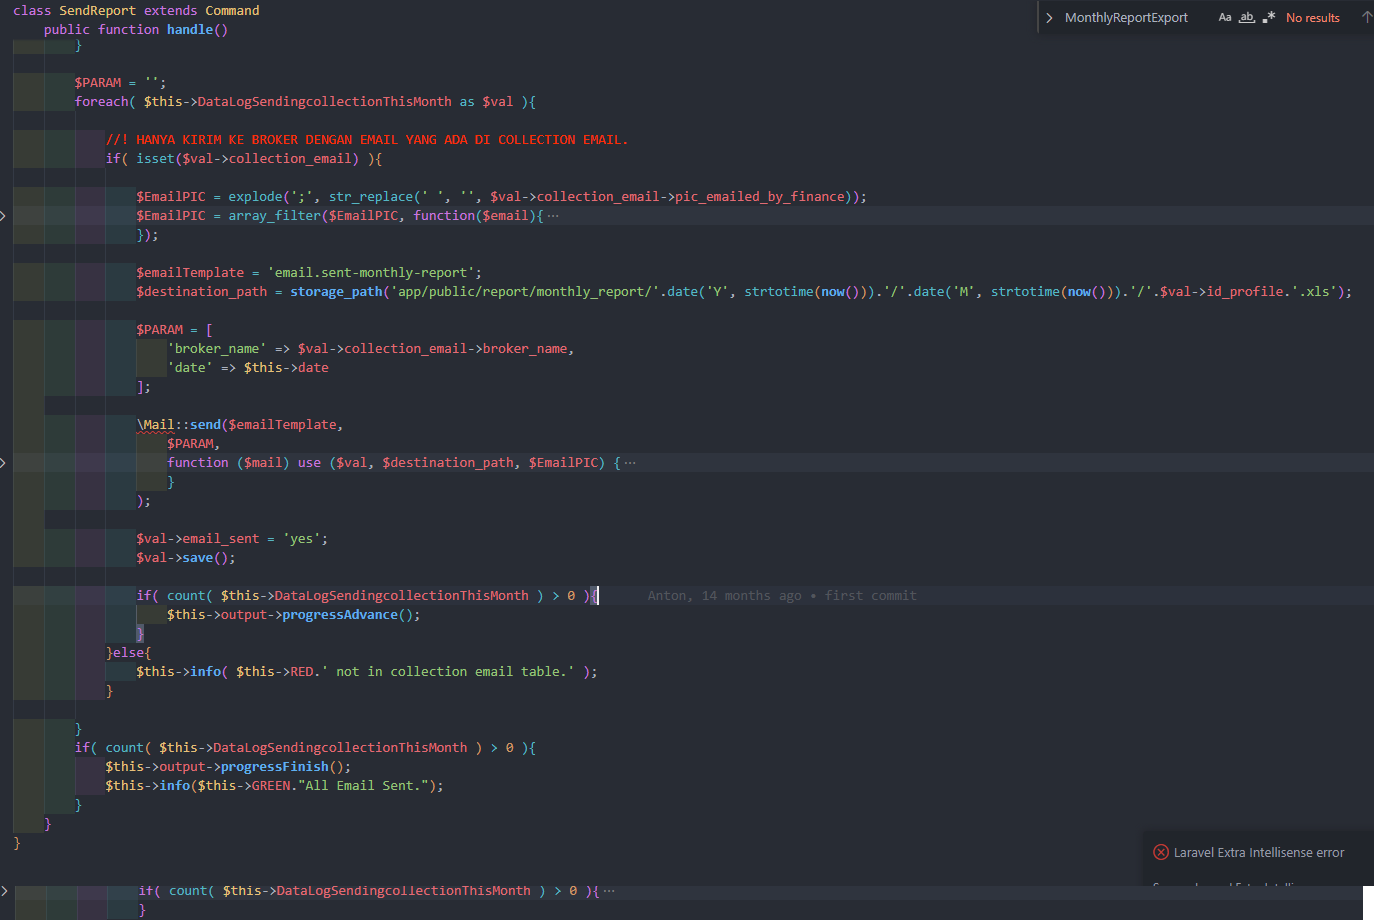 class SendReport extends Command
public function handle()
MonthlyReportExport
Aa
ab
.*
No results
}
$PARAM = '';
foreach( $this->DataLogSendingcollectionThisMonth as $val ){
//! HANYA KIRIM KE BROKER DENGAN EMAIL YANG ADA DI COLLECTION EMAIL.
if( isset($val->collection_email) ){
$EmailPIC = explode(';', str_replace(' ', '', $val->collection_email->pic_emailed_by_finance));
$EmailPIC = array_filter($EmailPIC, function($email){ ···
});
$emailTemplate = 'email.sent-monthly-report';
$destination_path = storage_path('app/public/report/monthly_report/'.date('Y', strtotime(now())).'/'.date('M', strtotime(now())).'/'.$val->id_profile.'.xls');
$PARAM = [
'broker_name' => $val->collection_email->broker_name,
'date' => $this->date
];
\Mail::send($emailTemplate,
$PARAM,
function ($mail) use ($val, $destination_path, $EmailPIC) { ···
}
);
$val->email_sent = 'yes';
$val->save();
if( count( $this->DataLogSendingcollectionThisMonth ) > 0 ){ Anton, 14 months ago • first commit
$this->output->progressAdvance();
}
}else{
$this->info( $this->RED.' not in collection email table.' );
}
}
if( count( $this->DataLogSendingcollectionThisMonth ) > 0 ){
$this->output->progressFinish();
$this->info($this->GREEN."All Email Sent.");
}
}
}
Laravel Extra Intellisense error
if( count( $this->DataLogSendingcollectionThisMonth ) > 0 ){ ···
}